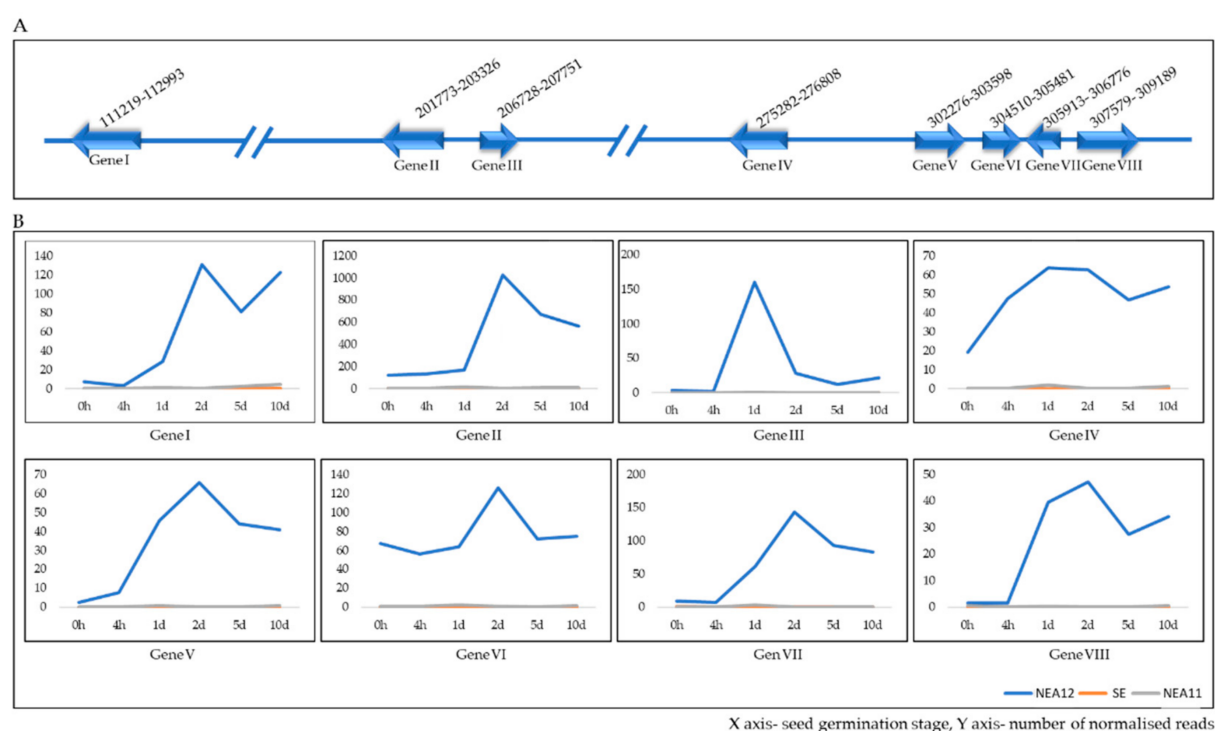 A
111219-112993
201773-203326
206728-207751
275282-276808
302276-303598
304510-305481
305913-306776
307579- 309189
Gene I
Gene II
Gene III
Gene IV
Gene V
Gene VI
Gene VII
Gene VIII
B
140
120
100
80
60
40
20
0
0h 4h 1d 2d 5d 10d
Gene I
1200
1000
800
600
400
200
0
0h 4h 1d 2d 5d 10d
Gene II
200
150
100
50
0
0h 4h 1d 2d 5d 10d
Gene III
70
60
50
40
30
20
10
0
0h 4h 1d 2d 5d 10d
Gene IV
70
60
50
40
30
20
10
0
0h 4h 1d 2d 5d 10d
Gene V
140
120
100
80
60
40
20
0
0h 4h 1d 2d 5d 10d
Gene VI
200
150
100
50
0
0h 4h 1d 2d 5d 10d
Gen VII
50
40
30
20
10
0
0h 4h 1d 2d 5d 10d
Gene VIII
NEA12 SE NEA11
X axis- seed germination stage, Y axis- number of normalised reads